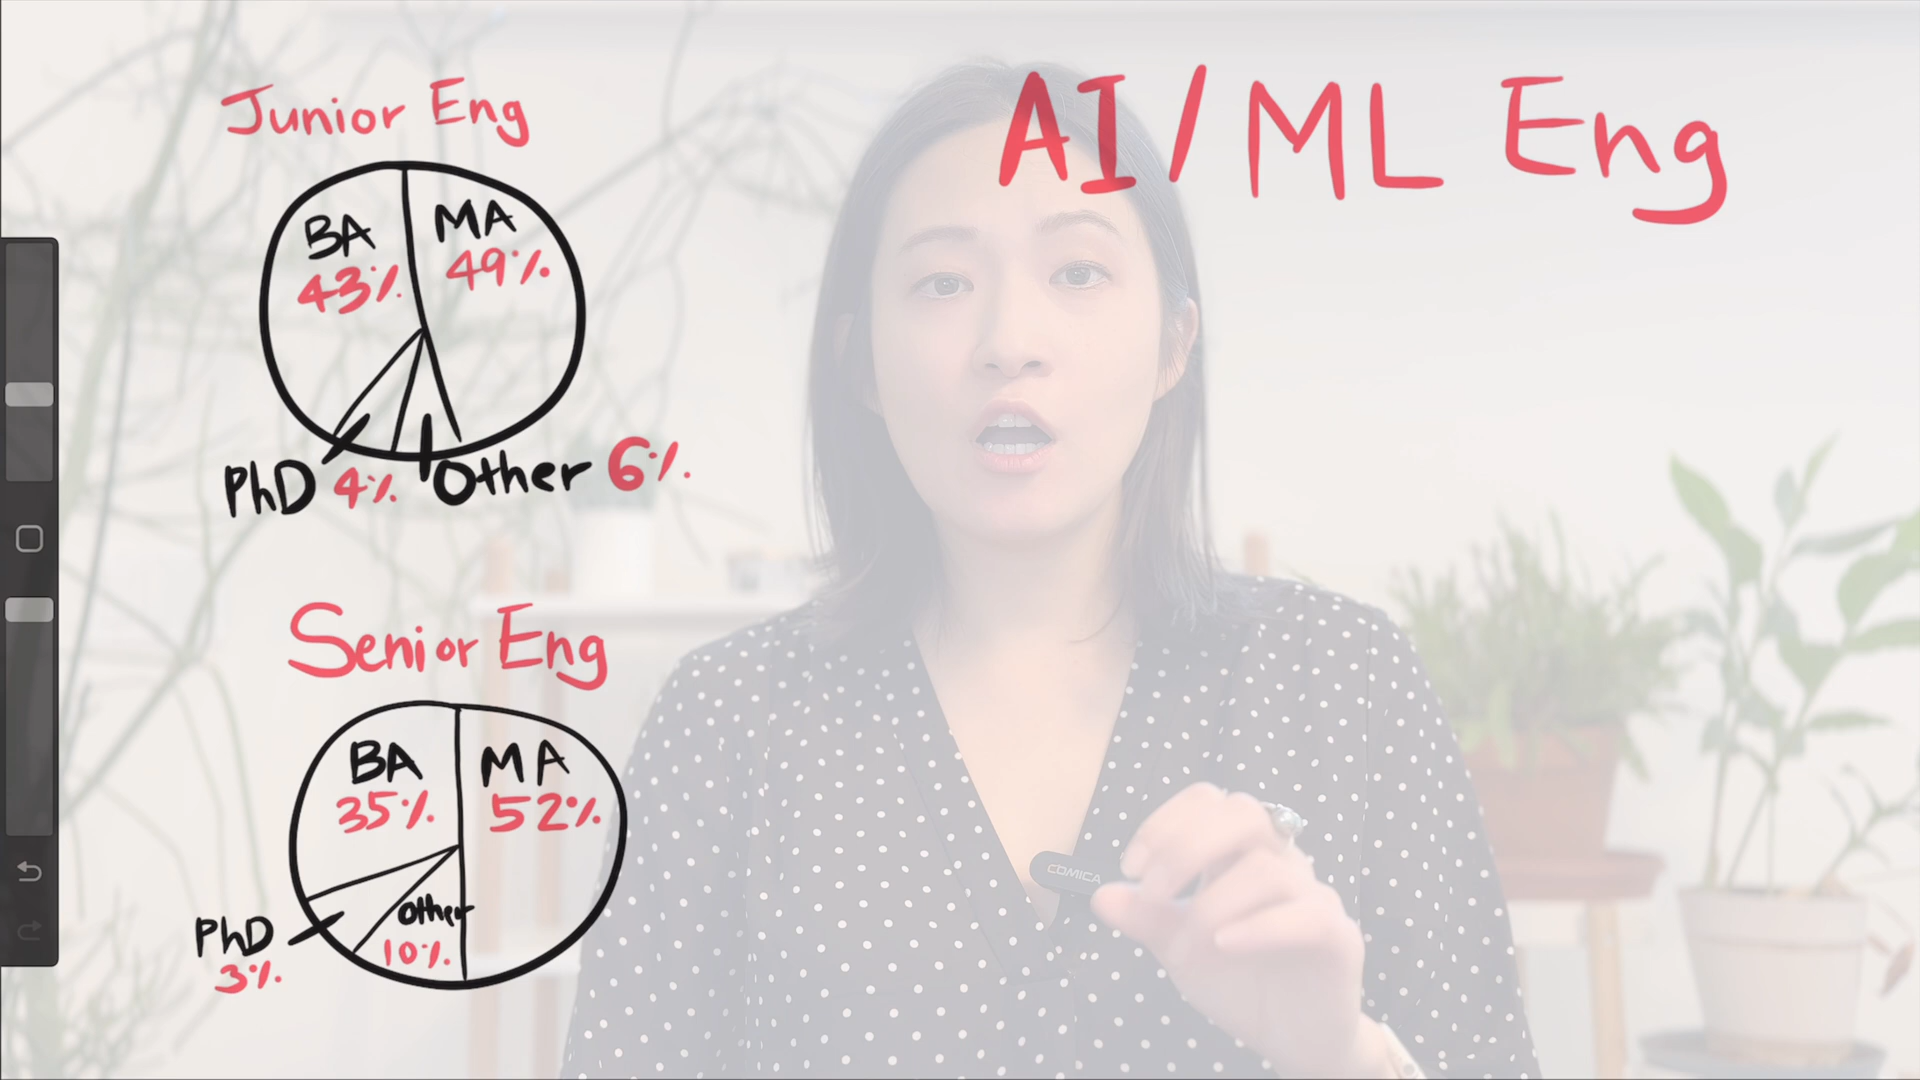 Junior Eng
BA
43%
MA
49%
PhD 4%
Other 6%
Senior Eng
BA
35%
MA
52%
PhD
3%
Other
10%
AI/ML Eng
COMICA